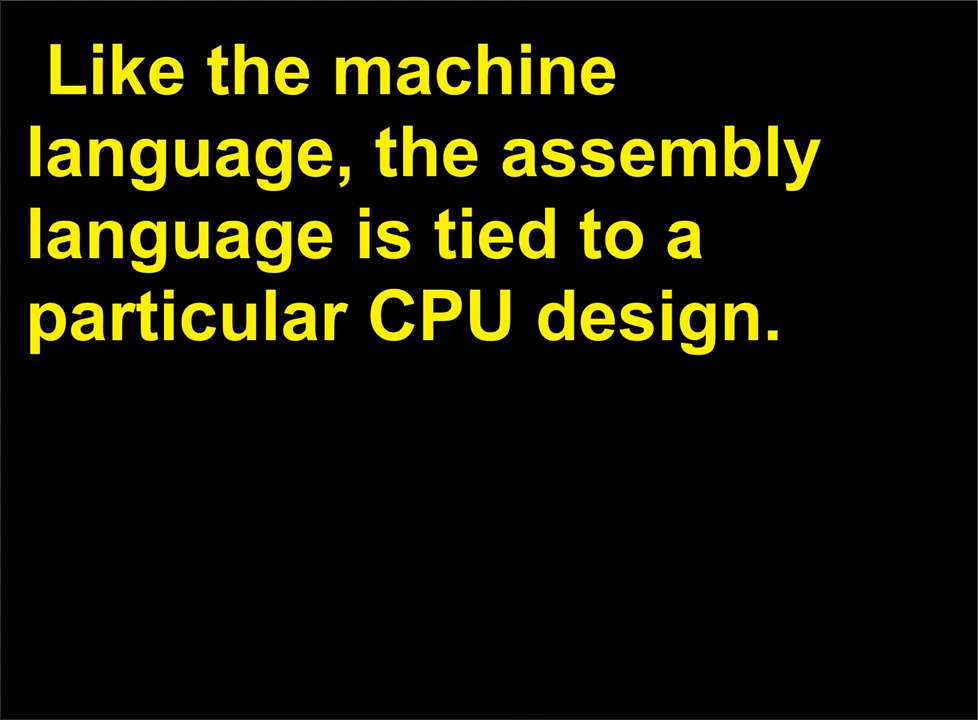 Like the machine
language, the assembly
language is tied to a
particular CPU design.